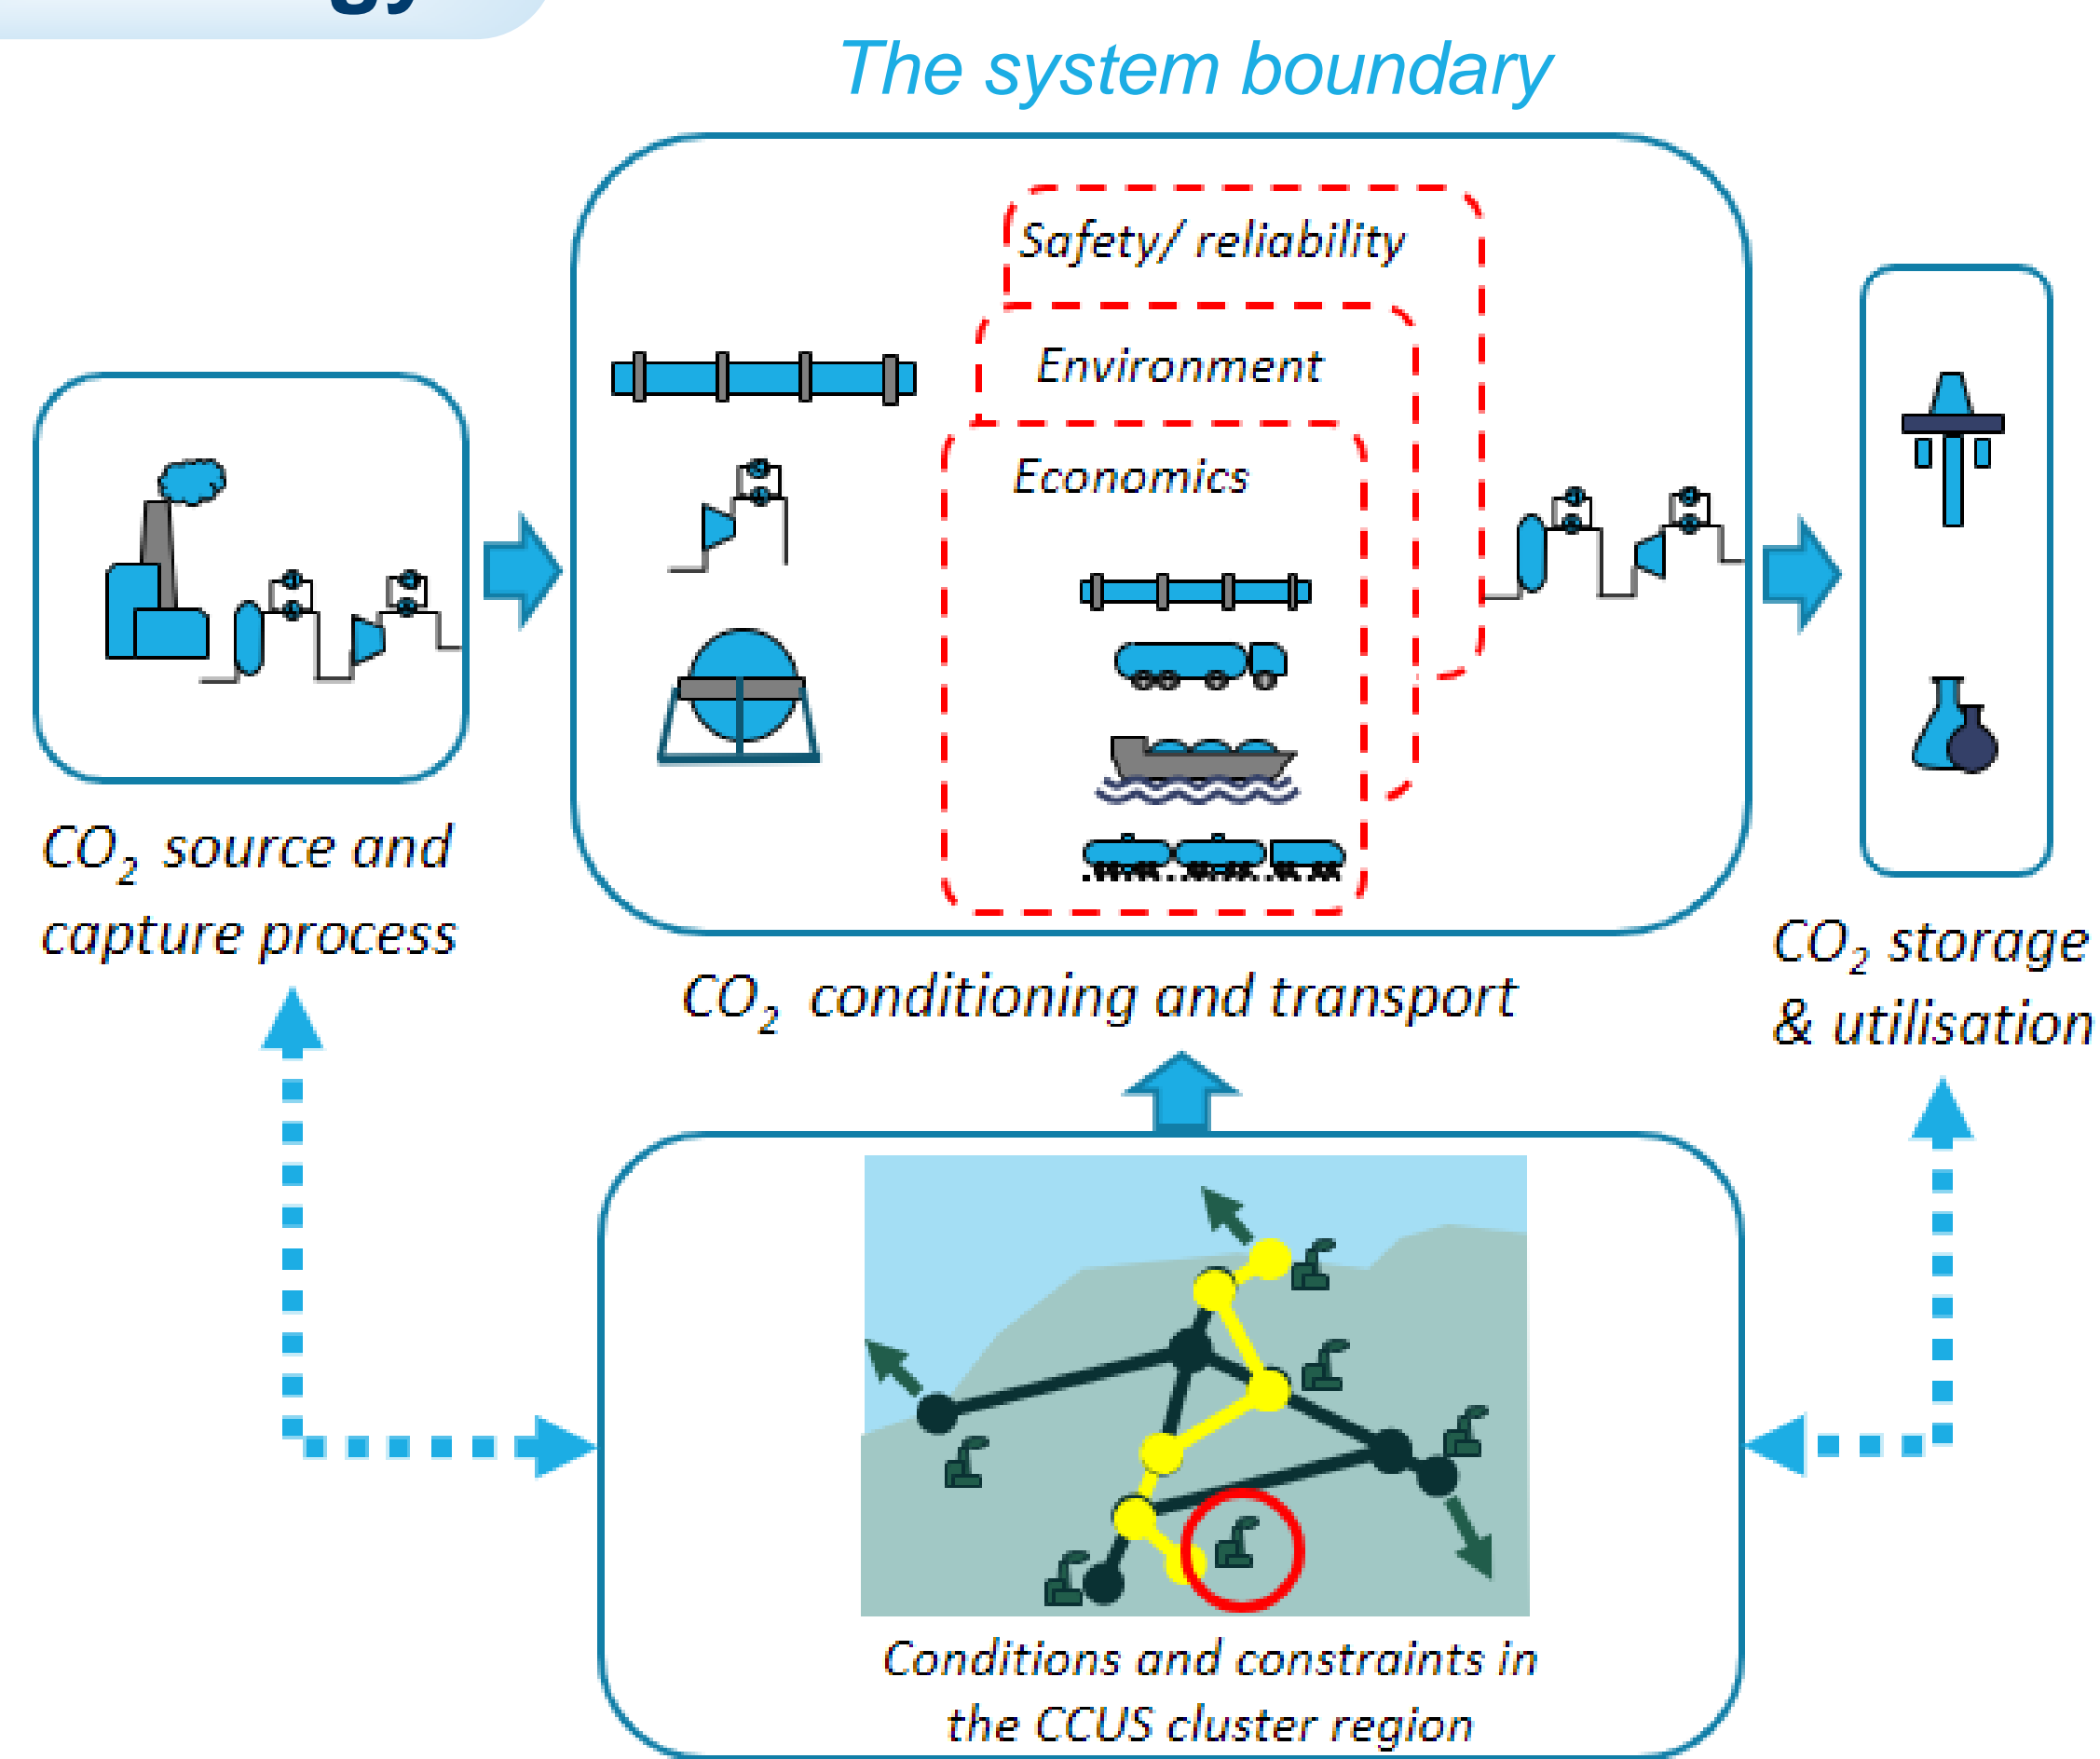 The system boundary
Safety/ reliability
Environment
Economics
CO₂ source and
capture process
CO₂ conditioning and transport
CO₂ storage
& utilisation
Conditions and constraints in
the CCUS cluster region